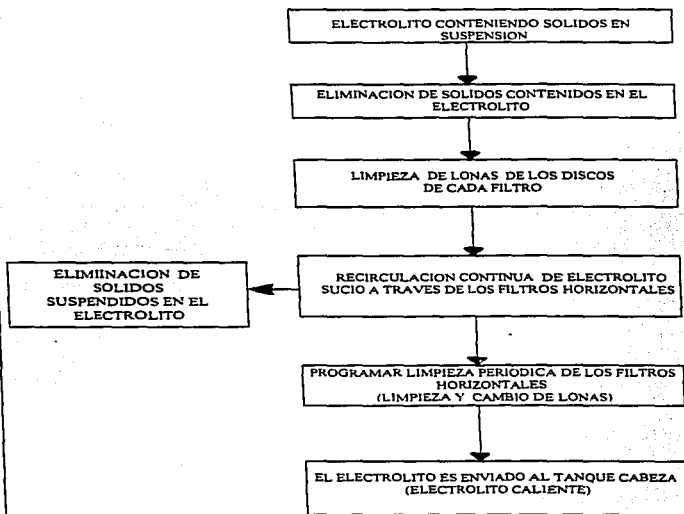 ELECTROLITO CONTENIENDO SOLIDOS EN
SUSPENSION
ELIMINACION DE SOLIDOS CONTENIDOS EN EL
ELECTROLITO
LIMPIEZA DE LONAS DE LOS DISCOS
DE CADA FILTRO
ELIMIINACION DE
SOLIDOS
SUSPENDIDOS EN EL
ELECTROLITO
RECIRCULACION CONTINUA DE ELECTROLITO
SUCIO A TRAVES DE LOS FILTROS HORIZONTALES
PROGRAMAR LIMPIEZA PERIODICA DE LOS FILTROS
HORIZONTALES
(LIMPIEZA Y CAMBIO DE LONAS)
EL ELECTROLITO ES ENVIADO AL TANQUE CABEZA
(ELECTROLITO CALIENTE)